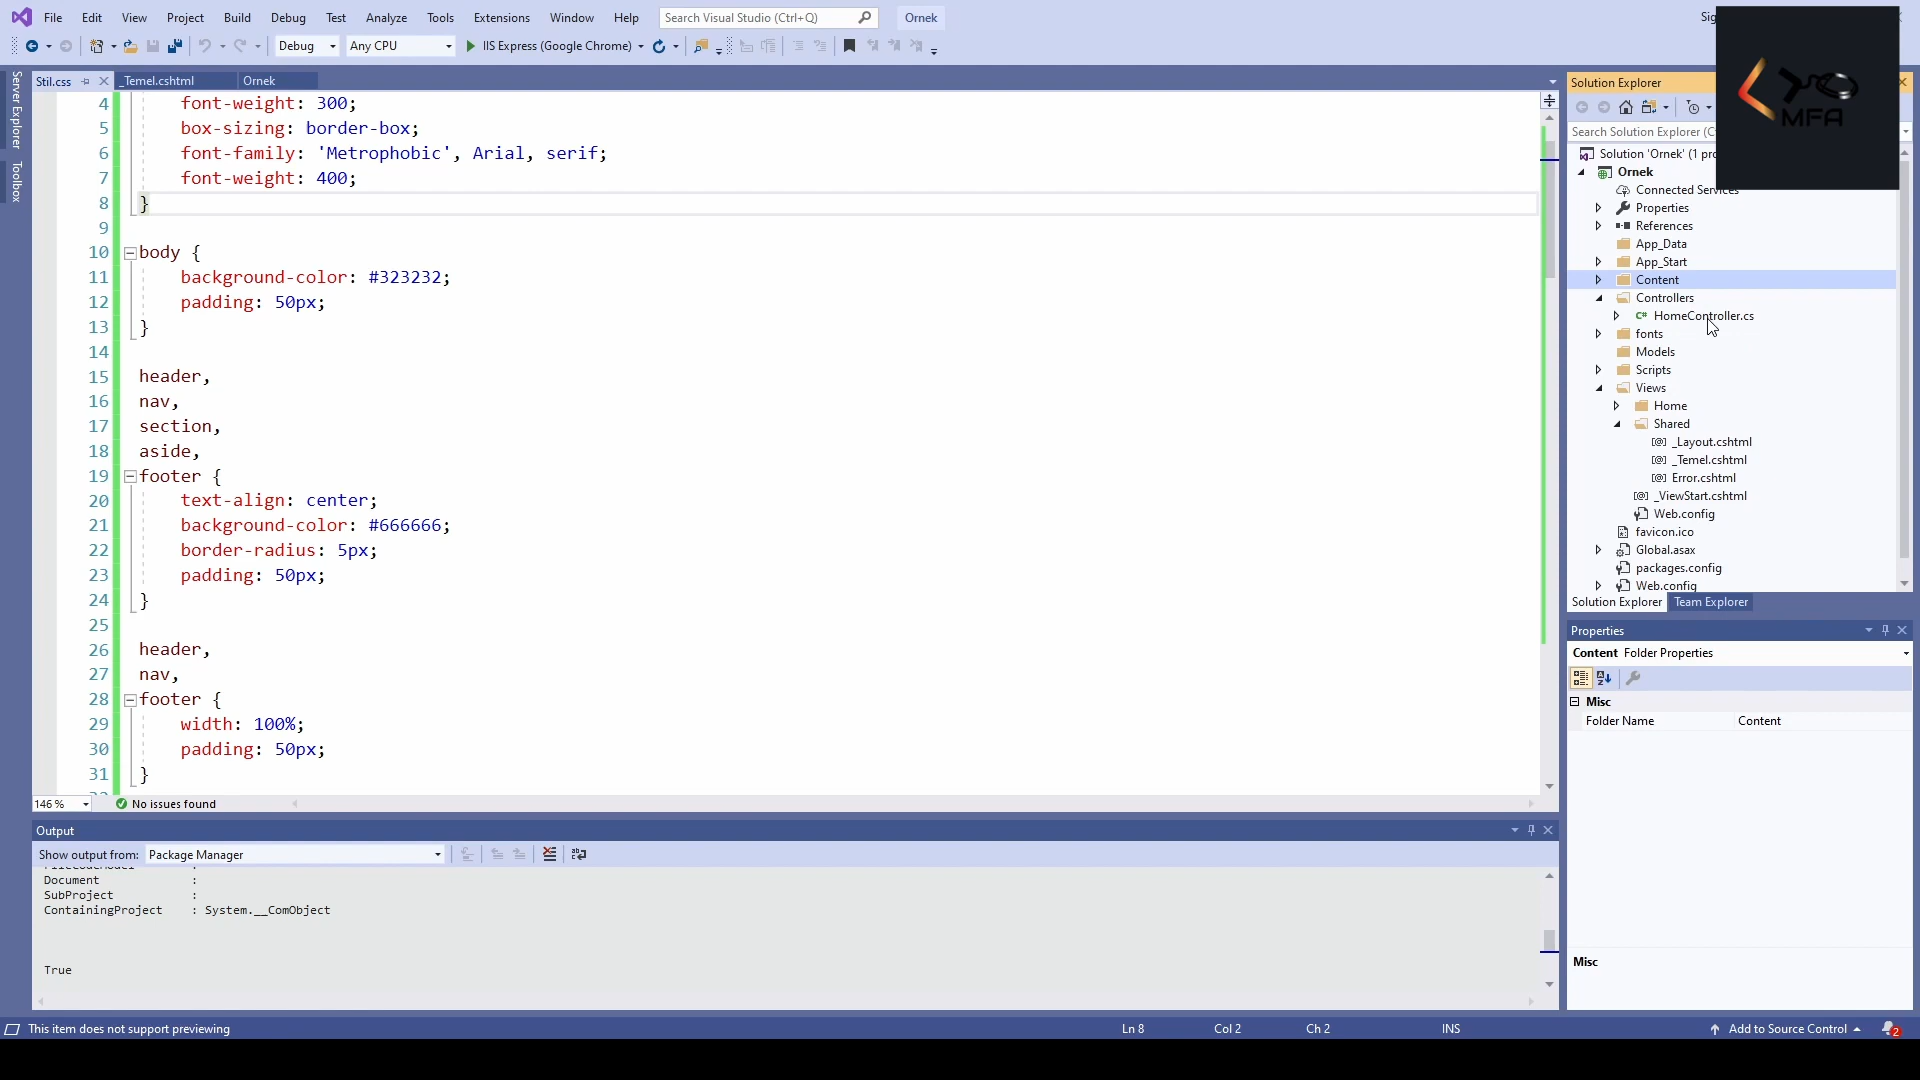 File Edit View Project Build Debug Test Analyze Tools Extensions Window Help Search Visual Studio (Ctrl+Q) Ornek
Debug Any CPU IIS Express (Google Chrome)
Server Explorer
Toolbox
Stil.css _Temel.cshtml Ornek
4 font-weight: 300;
5 box-sizing: border-box;
6 font-family: 'Metrophobic', Arial, serif;
7 font-weight: 400;
8 }
9
10 body {
11 background-color: #323232;
12 padding: 50px;
13 }
14
15 header,
16 nav,
17 section,
18 aside,
19 footer {
20 text-align: center;
21 background-color: #666666;
22 border-radius: 5px;
23 padding: 50px;
24 }
25
26 header,
27 nav,
28 footer {
29 width: 100%;
30 padding: 50px;
31 }
146 % No issues found
Output
Show output from: Package Manager
Document :
SubProject :
ContainingProject : System.__ComObject
True
MFA
Solution Explorer
Search Solution Explorer (C
Solution 'Ornek' (1 pro
Ornek
Connected Services
Properties
References
App_Data
App_Start
Content
Controllers
HomeController.cs
fonts
Models
Scripts
Views
Home
Shared
_Layout.cshtml
_Temel.cshtml
Error.cshtml
_ViewStart.cshtml
Web.config
favicon.ico
Global.asax
packages.config
Web.config
Solution Explorer Team Explorer
Properties
Content Folder Properties
Misc
Folder Name Content
Misc
This item does not support previewing Ln 8 Col 2 Ch 2 INS Add to Source Control 2